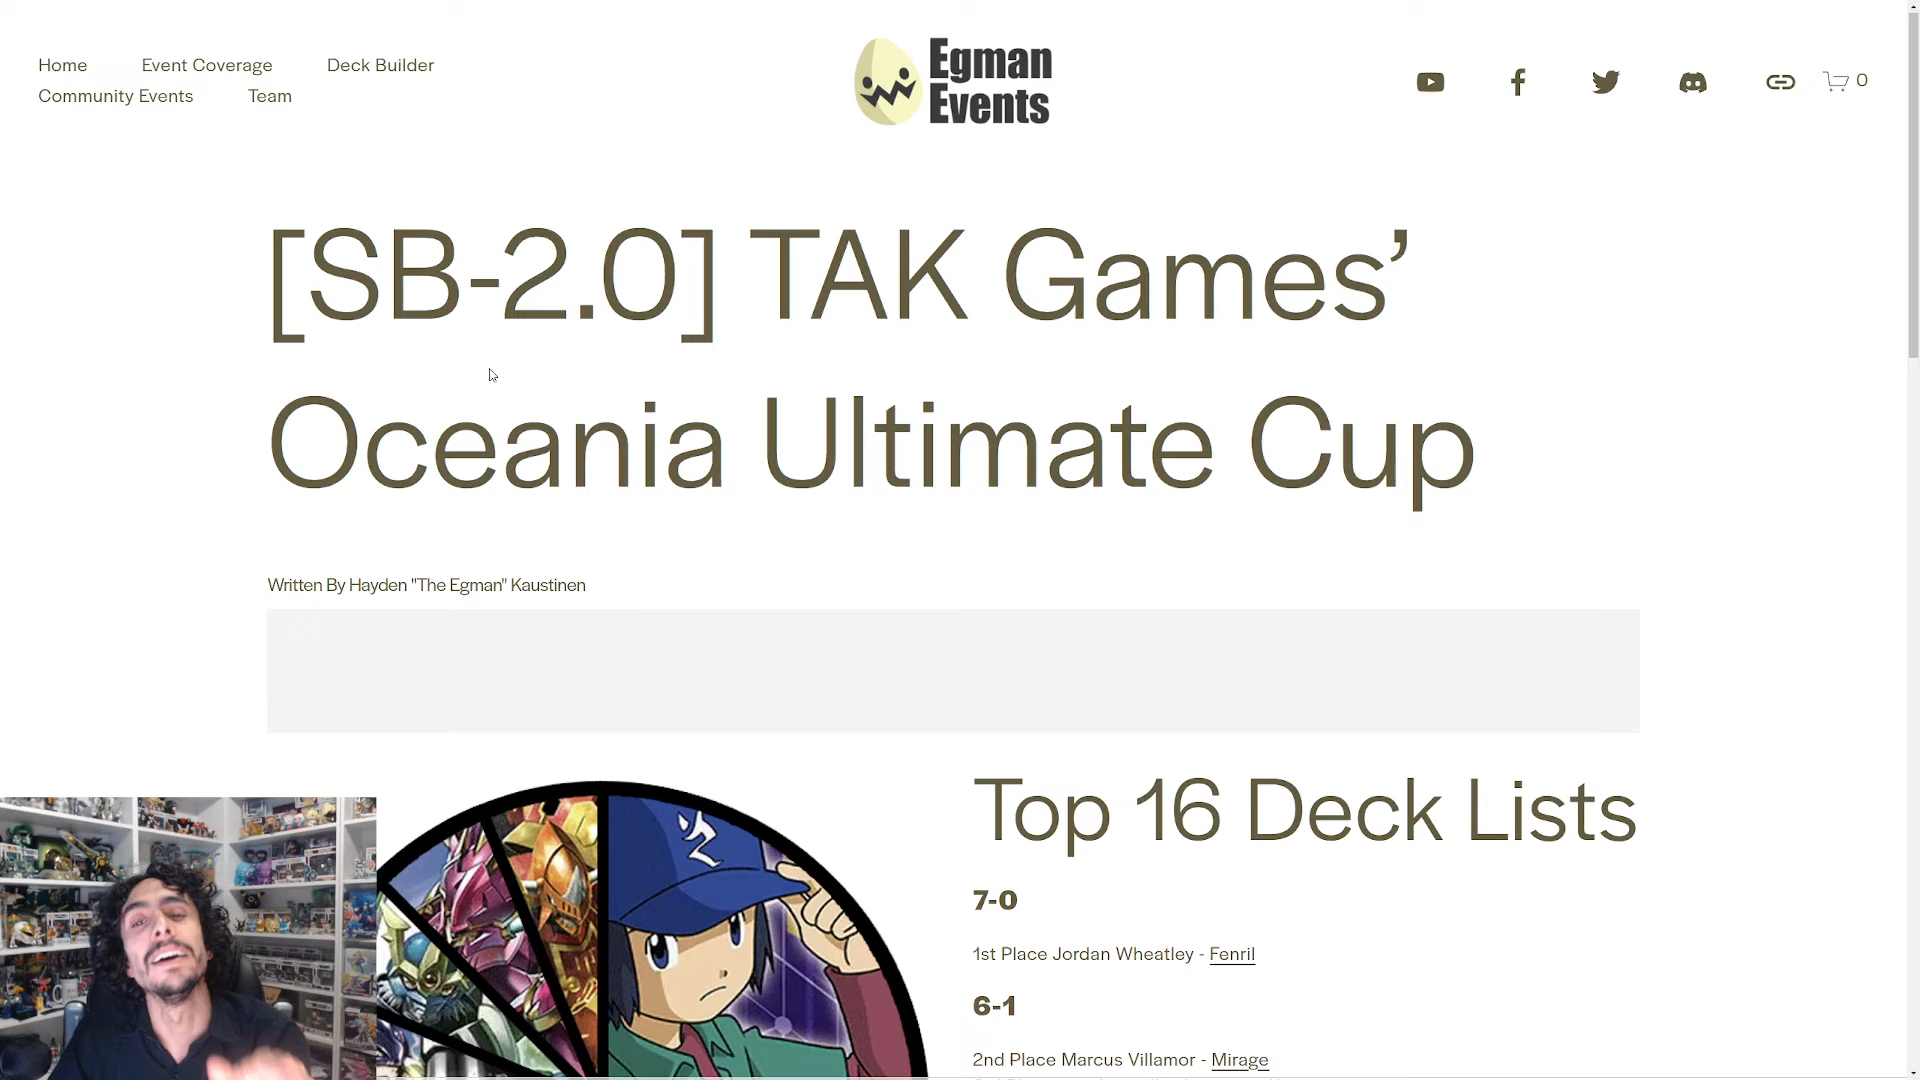 Home Event Coverage Deck Builder
Community Events Team
Egman
Events
0
[SB-2.0] TAK Games’
Oceania Ultimate Cup
Written By Hayden "The Egman" Kaustinen
Top 16 Deck Lists
7-0
1st Place Jordan Wheatley - Fenril
6-1
2nd Place Marcus Villamor - Mirage